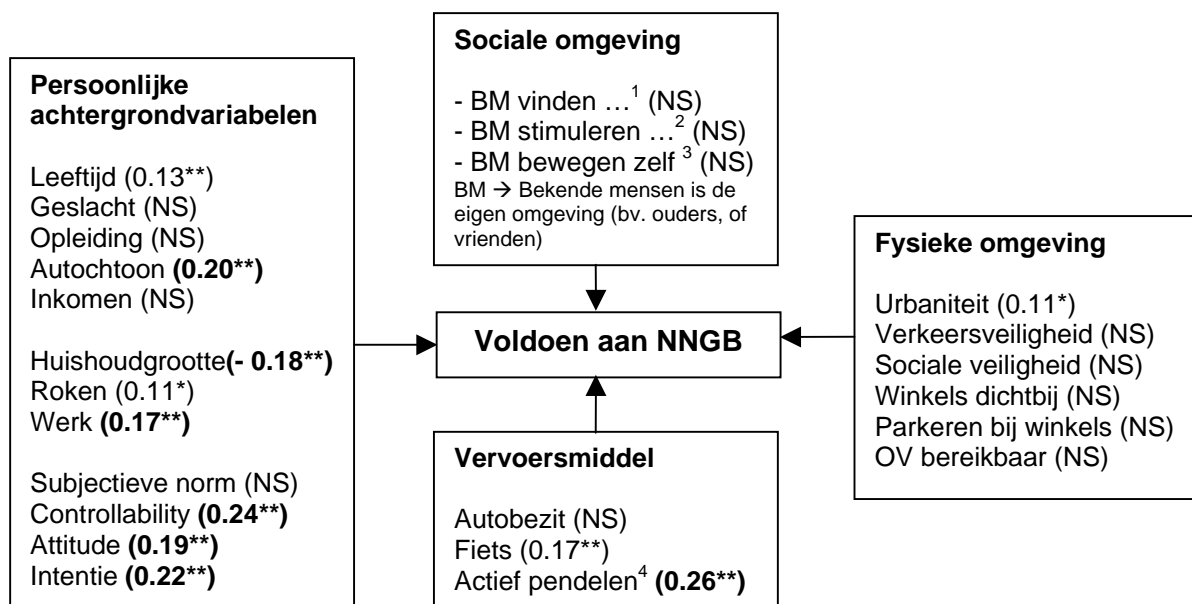 Persoonlijke
achtergrondvariabelen
Leeftijd (0.13**)
Geslacht (NS)
Opleiding (NS)
Autochtoon (0.20**)
Inkomen (NS)
Huishoudgrootte(- 0.18**)
Roken (0.11*)
Werk (0.17**)
Subjectieve norm (NS)
Controllability (0.24**)
Attitude (0.19**)
Intentie (0.22**)
Sociale omgeving
- BM vinden …1 (NS)
- BM stimuleren …2 (NS)
- BM bewegen zelf 3 (NS)
BM → Bekende mensen is de
eigen omgeving (bv. ouders, of
vrienden)
Voldoen aan NNGB
Vervoersmiddel
Autobezit (NS)
Fiets (0.17**)
Actief pendelen4 (0.26**)
Fysieke omgeving
Urbaniteit (0.11*)
Verkeersveiligheid (NS)
Sociale veiligheid (NS)
Winkels dichtbij (NS)
Parkeren bij winkels (NS)
OV bereikbaar (NS)